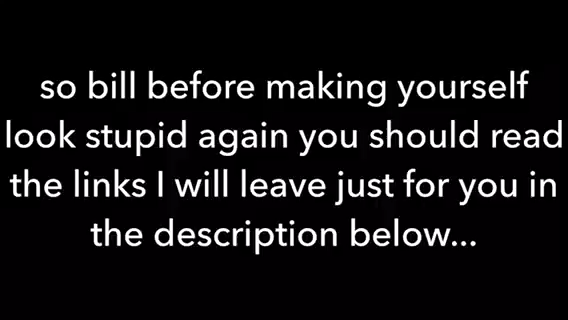 so bill before making yourself
look stupid again you should read
the links I will leave just for you in
the description below...